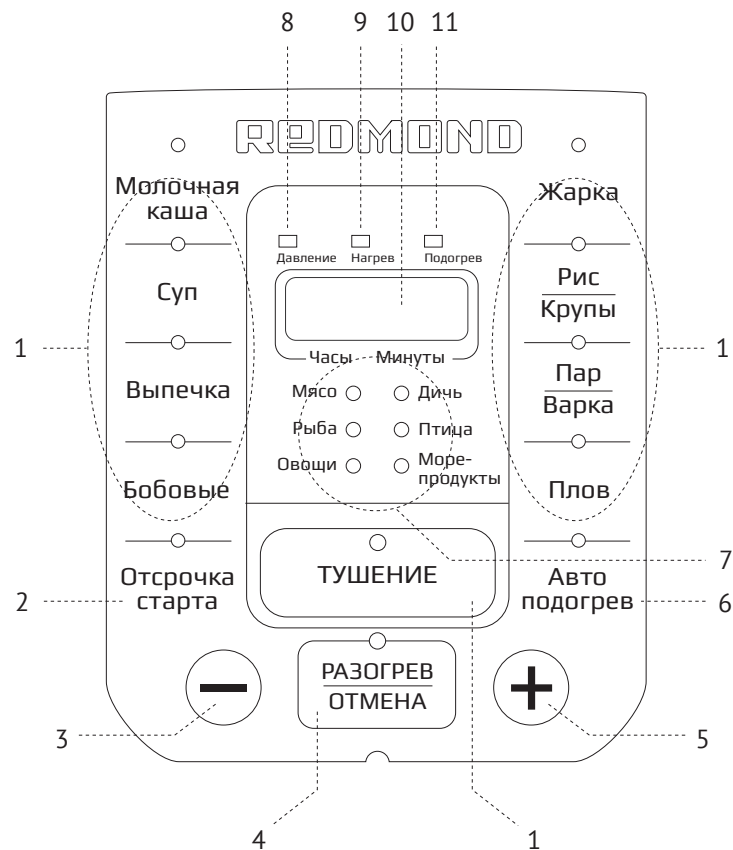 8 9 10 11
REDMOND
Молочная
каша
Жарка
Давление Нагрев Подогрев
Суп
Рис
Крупы
1
1
Часы Минуты
Выпечка
Пар
Варка
Мясо Дичь
Рыба Птица
Овощи Море-
продукты
Бобовые
Плов
7
ТУШЕНИЕ
Отсрочка
старта
2
Авто
подогрев
6
РАЗОГРЕВ
ОТМЕНА
3
5
4
1